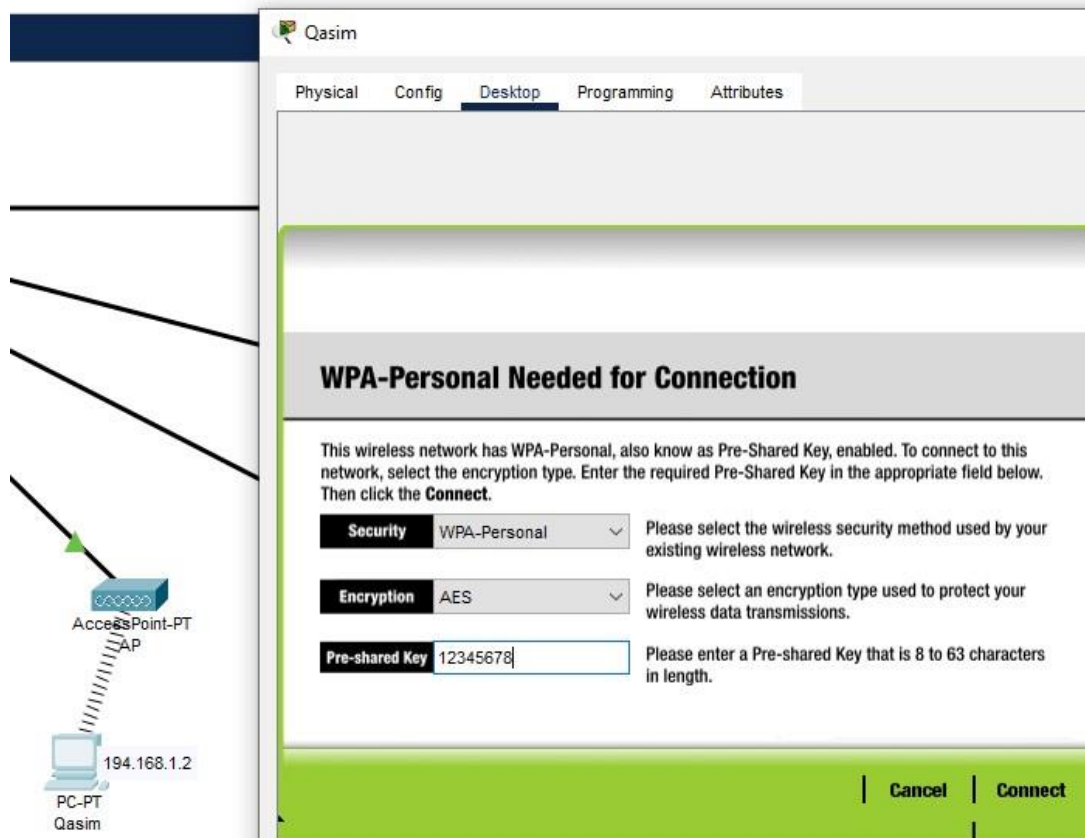 Qasim
Physical Config Desktop Programming Attributes
WPA-Personal Needed for Connection
This wireless network has WPA-Personal, also know as Pre-Shared Key, enabled. To connect to this
network, select the encryption type. Enter the required Pre-Shared Key in the appropriate field below.
Then click the Connect.
Security WPA-Personal
Please select the wireless security method used by your
existing wireless network.
Encryption AES
Please select an encryption type used to protect your
wireless data transmissions.
Pre-shared Key 12345678
Please enter a Pre-shared Key that is 8 to 63 characters
in length.
Cancel Connect
AccessPoint-PT
AP
194.168.1.2
PC-PT
Qasim